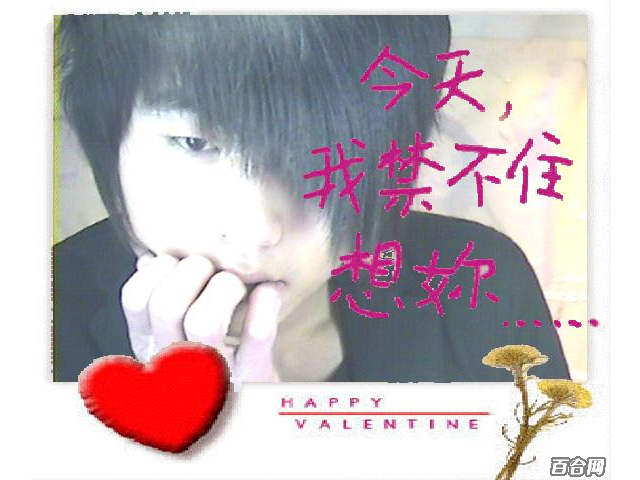 今天,
我禁不住
想妳......
HAPPY
VALENTINE
百合网